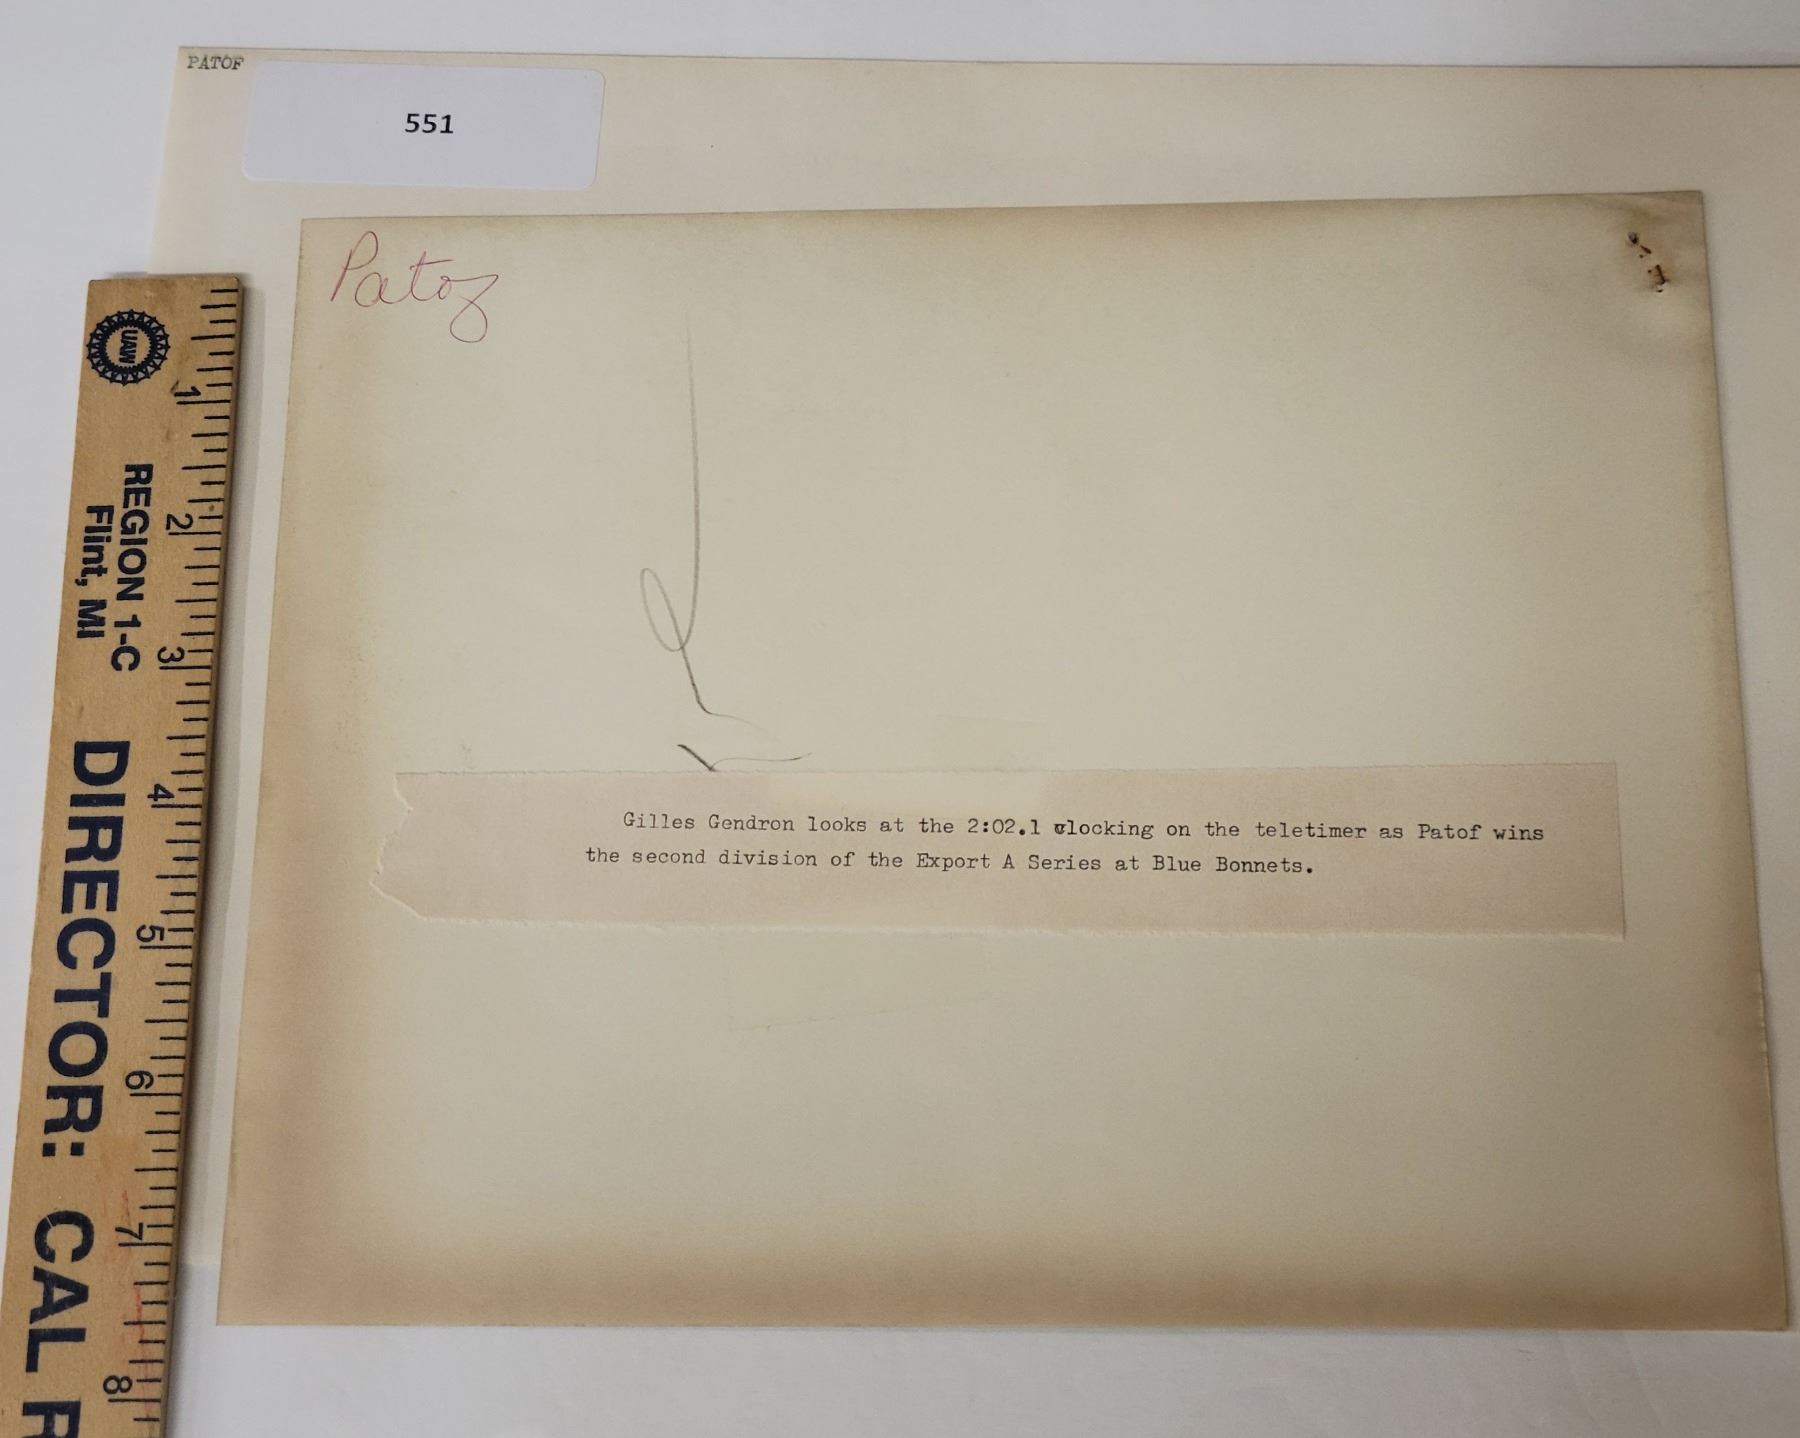 PATOF
551
Patof
Gilles Gendron looks at the 2:02.1 clocking on the teletimer as Patof wins
the second division of the Export A Series at Blue Bonnets.
UAW
REGION 1-C
Flint, MI
DIRECTOR: CAL R
1
2
3
4
5
6
7
8